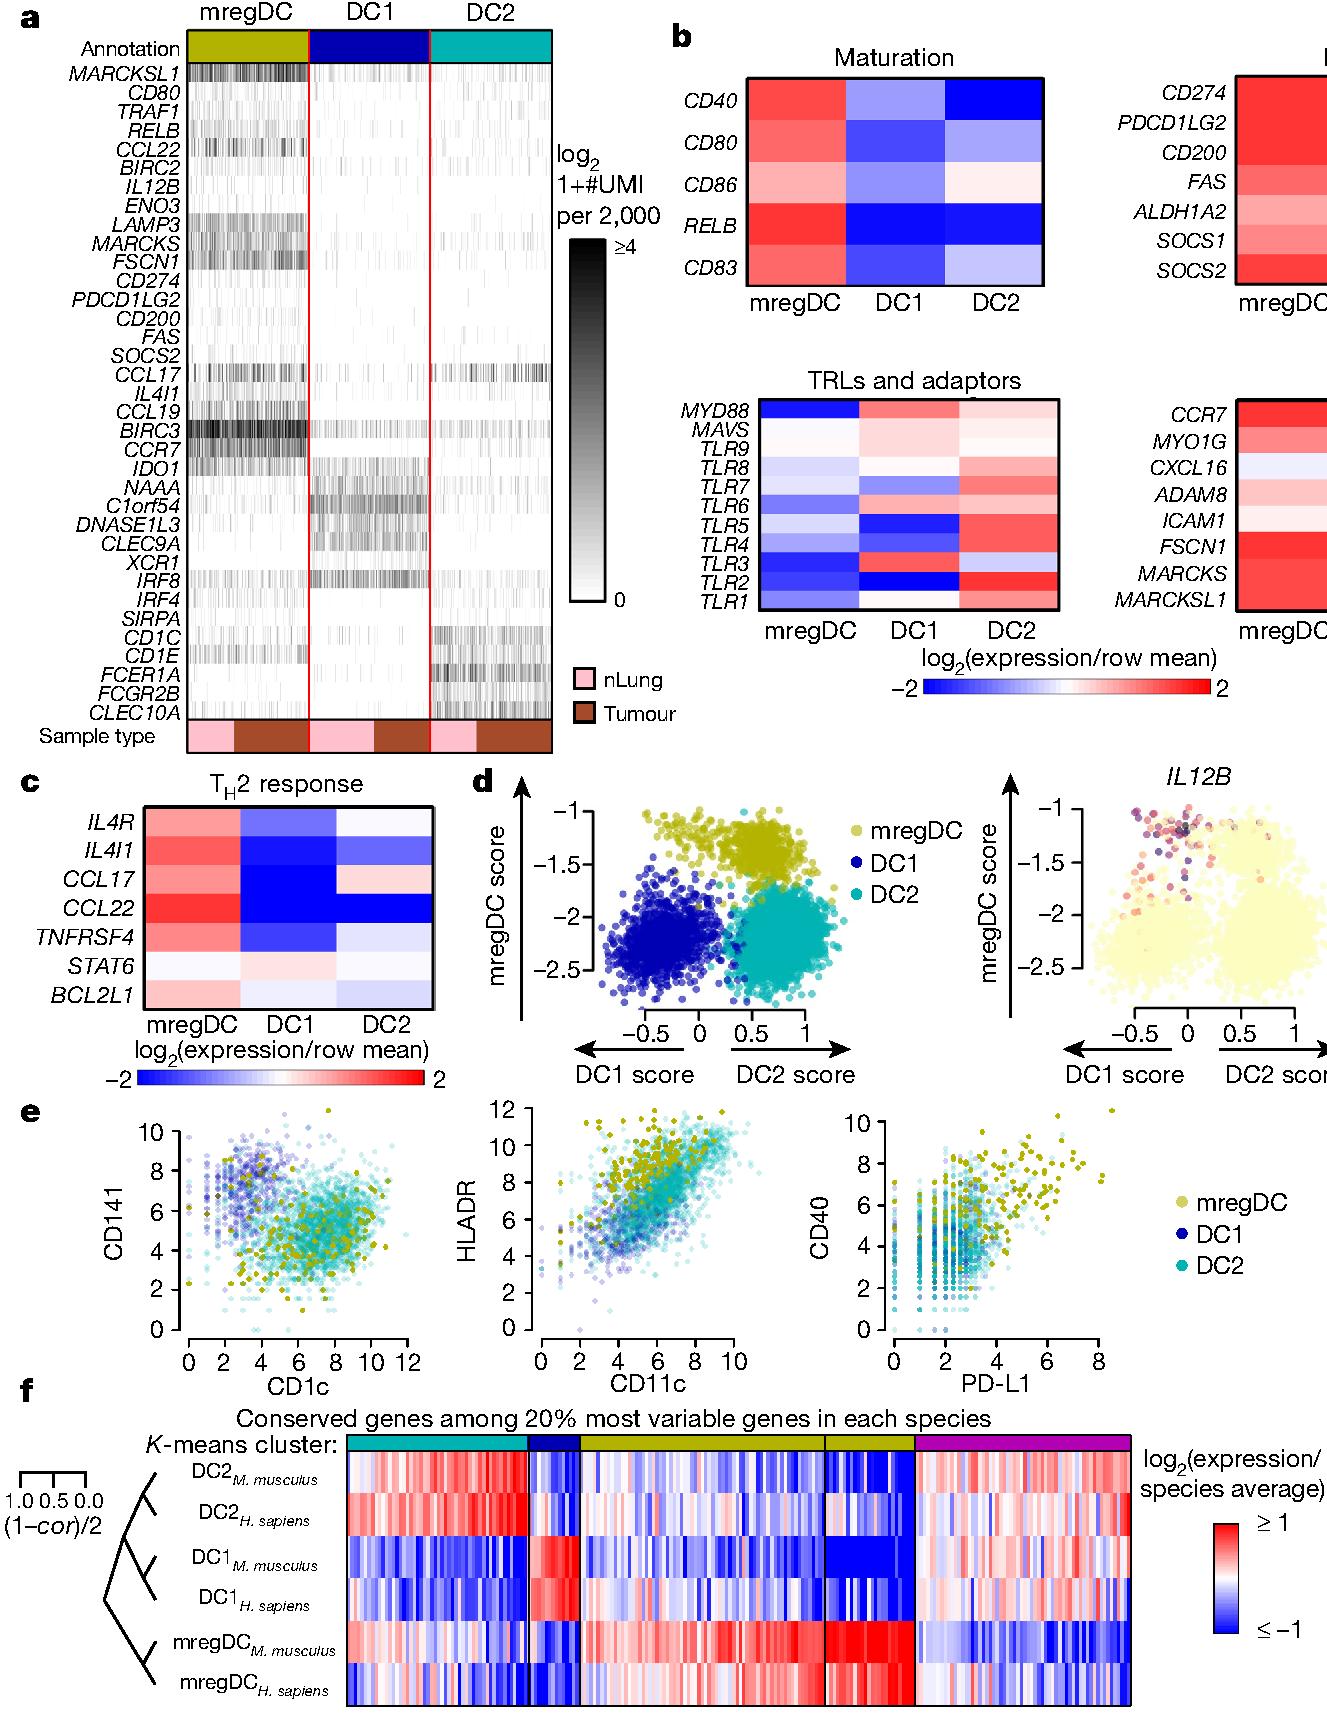 a
mregDC DC1 DC2
Annotation
MARCKSL1
CD80
TRAF1
RELB
CCL22
BIRC2
IL12B
ENO3
LAMP3
MARCKS
FSCN1
CD274
PDCD1LG2
CD200
FAS
SOCS2
CCL17
IL4I1
CCL19
BIRC3
CCR7
IDO1
NAAA
C1orf54
DNASE1L3
CLEC9A
XCR1
IRF8
IRF4
SIRPA
CD1C
CD1E
FCER1A
FCGR2B
CLEC10A
Sample type
log2
1+#UMI
per 2,000
≥4
0
nLung
Tumour
b
Maturation
CD40
CD80
CD86
RELB
CD83
mregDC DC1 DC2
CD274
PDCD1LG2
CD200
FAS
ALDH1A2
SOCS1
SOCS2
mregDC
TRLs and adaptors
MYD88
MAVS
TLR9
TLR8
TLR7
TLR6
TLR5
TLR4
TLR3
TLR2
TLR1
mregDC DC1 DC2
CCR7
MYO1G
CXCL16
ADAM8
ICAM1
FSCN1
MARCKS
MARCKSL1
mregDC
log2(expression/row mean)
−2 2
c
TH2 response
IL4R
IL4I1
CCL17
CCL22
TNFRSF4
STAT6
BCL2L1
mregDC DC1 DC2
log2(expression/row mean)
−2 2
d
mregDC score
−1
−1.5
−2
−2.5
−0.5 0 0.5 1
DC1 score DC2 score
mregDC
DC1
DC2
IL12B
mregDC score
−1
−1.5
−2
−2.5
−0.5 0 0.5 1
DC1 score DC2 scor
e
CD141
10
8
6
4
2
0
0 2 4 6 8 10 12
CD1c
HLADR
12
10
8
6
4
2
0
0 2 4 6 8 10
CD11c
CD40
10
8
6
4
2
0
0 2 4 6 8
PD-L1
mregDC
DC1
DC2
f
Conserved genes among 20% most variable genes in each species
K-means cluster:
1.0 0.5 0.0
(1−cor)/2
DC2M. musculus
DC2H. sapiens
DC1M. musculus
DC1H. sapiens
mregDCM. musculus
mregDCH. sapiens
log2(expression/
species average)
≥ 1
≤ −1